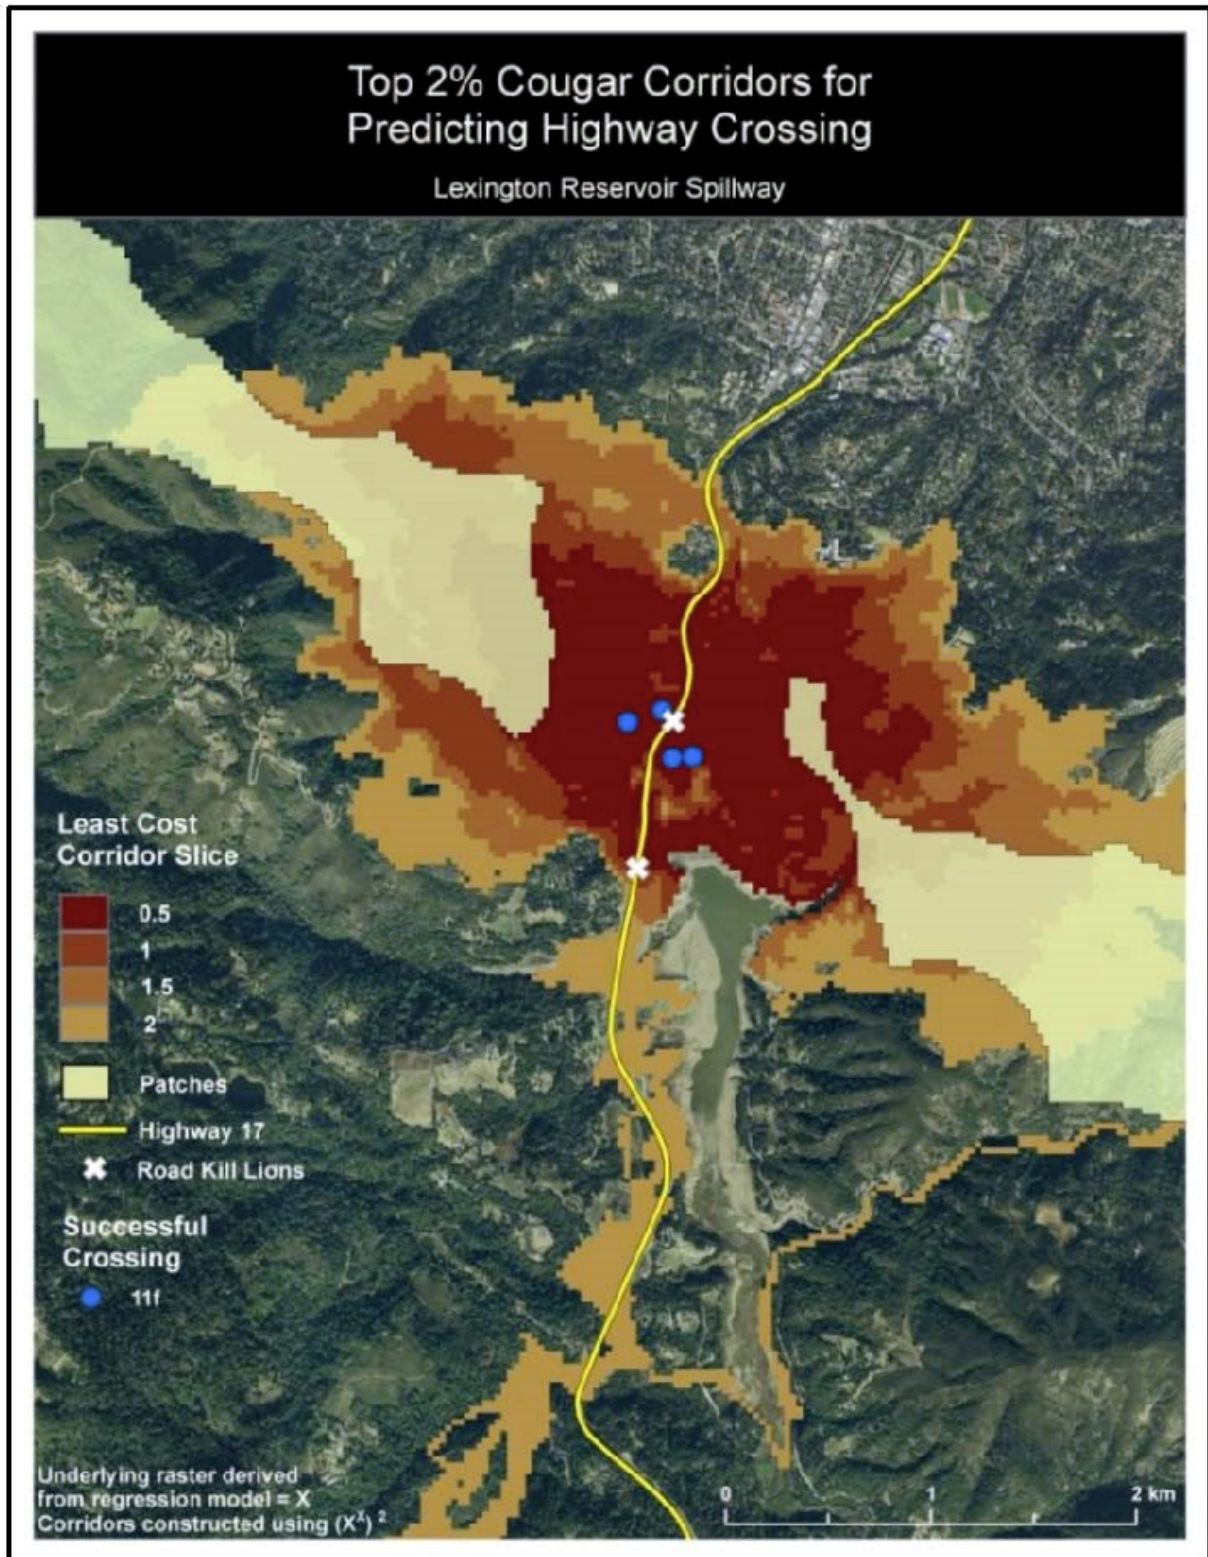 Top 2% Cougar Corridors for
Predicting Highway Crossing
Lexington Reservoir Spillway
Least Cost
Corridor Slice
0.5
1
1.5
2
Patches
Highway 17
Road Kill Lions
Successful
Crossing
11f
Underlying raster derived
from regression model = X
Corridors constructed using (Xˣ) ²
0 1 2 km